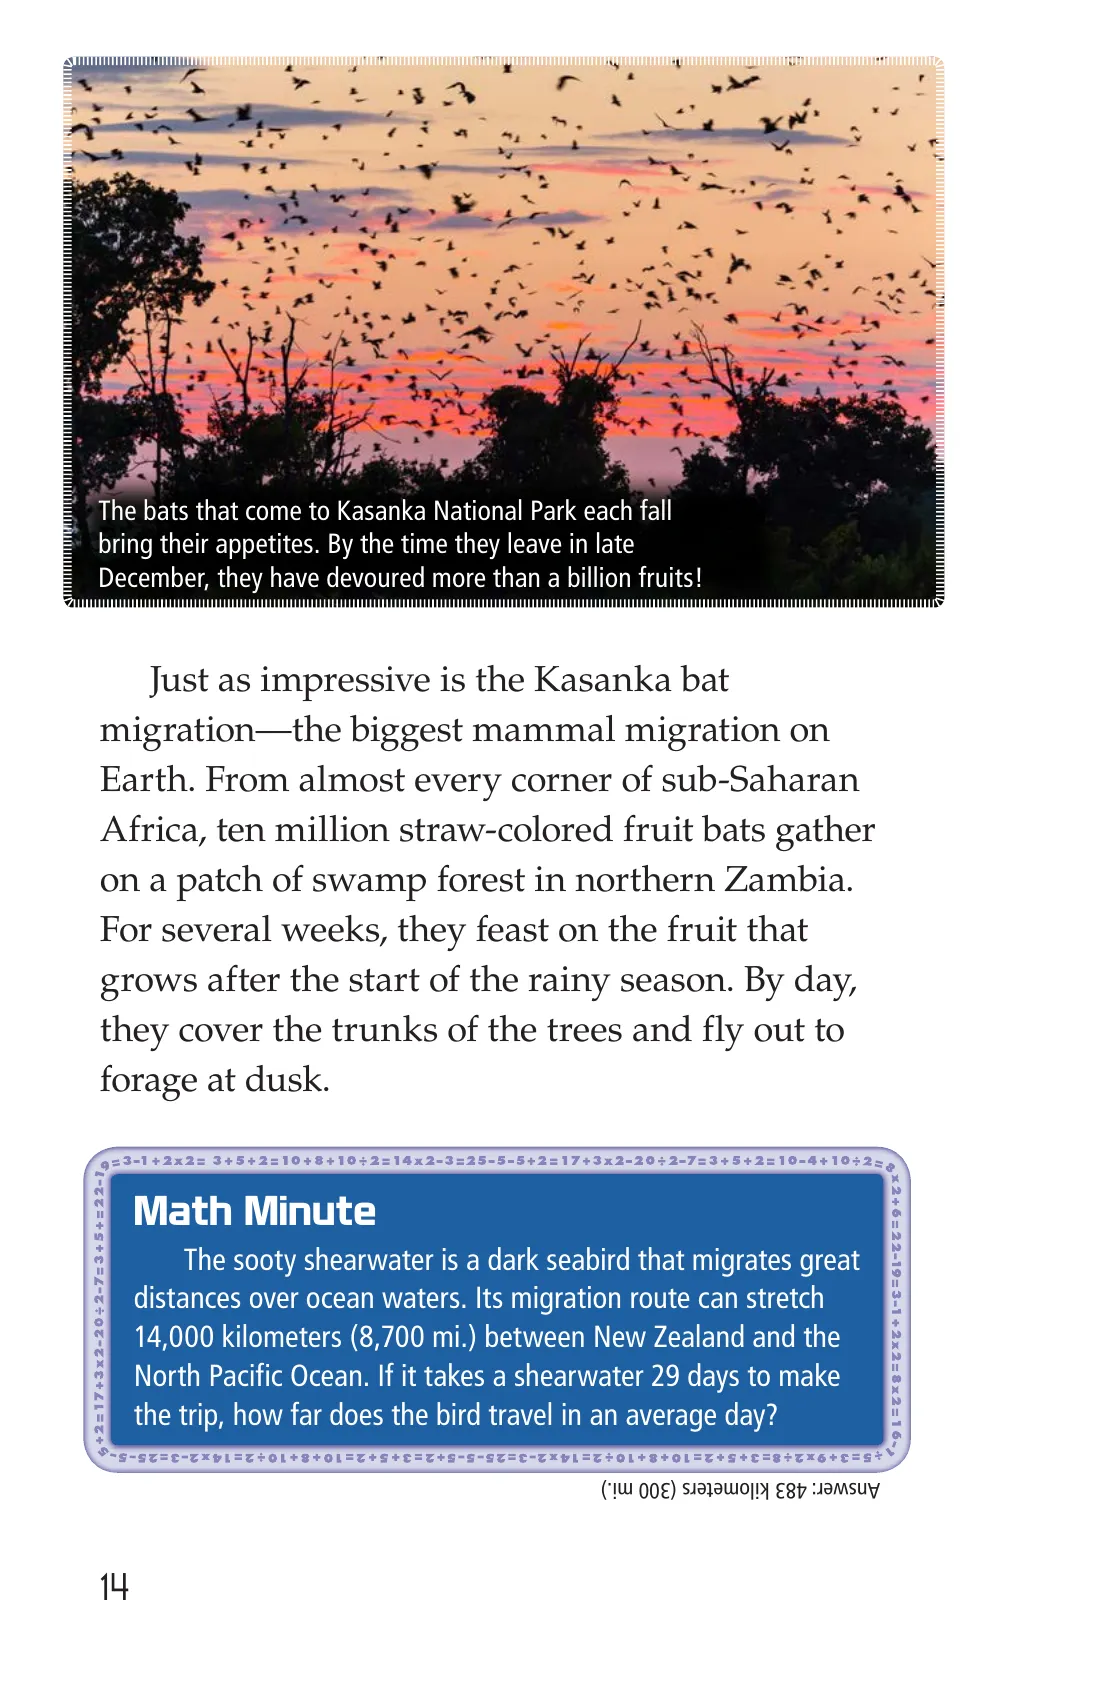 The bats that come to Kasanka National Park each fall
bring their appetites. By the time they leave in late
December, they have devoured more than a billion fruits!
Just as impressive is the Kasanka bat
migration—the biggest mammal migration on
Earth. From almost every corner of sub-Saharan
Africa, ten million straw-colored fruit bats gather
on a patch of swamp forest in northern Zambia.
For several weeks, they feast on the fruit that
grows after the start of the rainy season. By day,
they cover the trunks of the trees and fly out to
forage at dusk.
=3-1+2x2= 3+5+2=10+8+10÷2=14x2-3=25-5-5+2=17+3x2-20÷2-7=3+5+2=10-4+10÷2=
Math Minute
The sooty shearwater is a dark seabird that migrates great
distances over ocean waters. Its migration route can stretch
14,000 kilometers (8,700 mi.) between New Zealand and the
North Pacific Ocean. If it takes a shearwater 29 days to make
the trip, how far does the bird travel in an average day?
Answer: 483 kilometers (300 mi.)
14